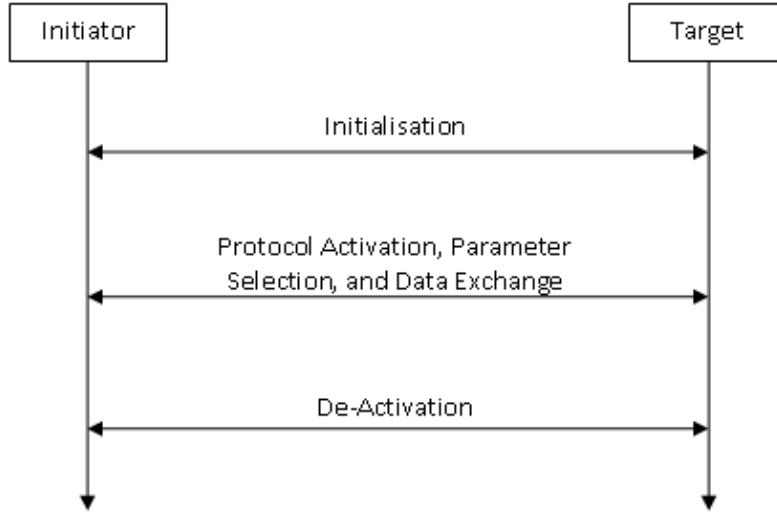 Initiator
Target
Initialisation
Protocol Activation, Parameter
Selection, and Data Exchange
De-Activation